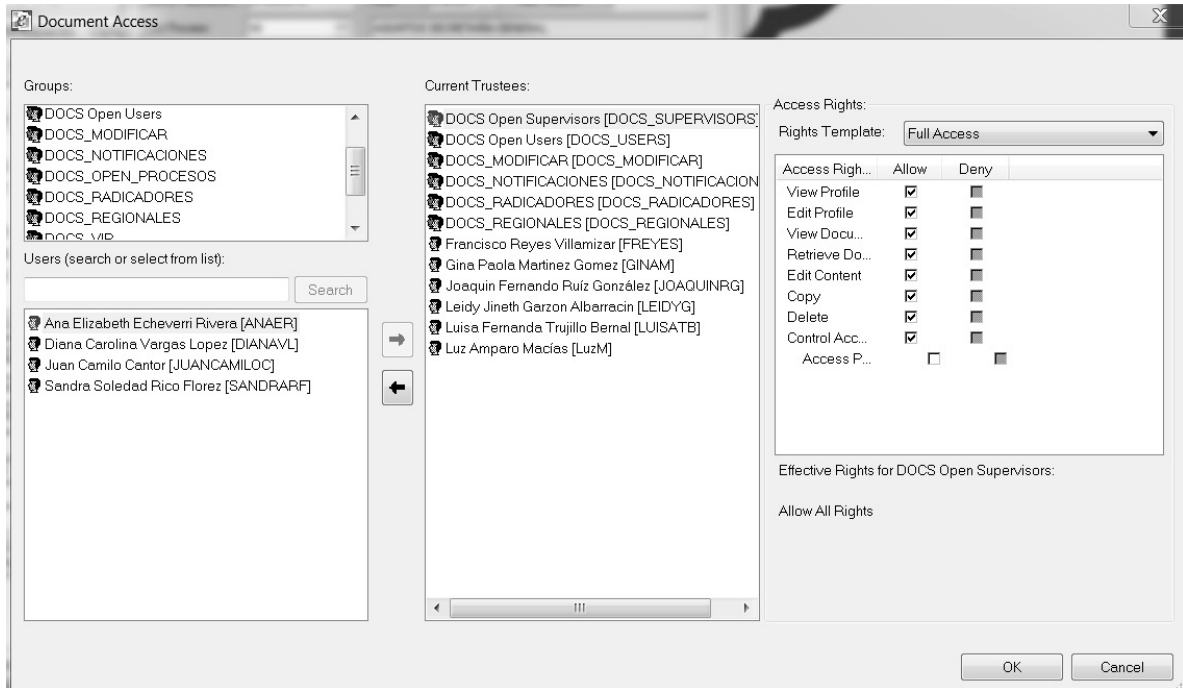 Document Access
Groups:
DOCS Open Users
DOCS_MODIFICAR
DOCS_NOTIFICACIONES
DOCS_OPEN_PROCESOS
DOCS_RADICADORES
DOCS_REGIONALES
DOCS_VIP
Users (search or select from list):
Search
Ana Elizabeth Echeverri Rivera [ANAER]
Diana Carolina Vargas Lopez [DIANAVL]
Juan Camilo Cantor [JUANCAMILOC]
Sandra Soledad Rico Florez [SANDRARF]
Current Trustees:
DOCS Open Supervisors [DOCS_SUPERVISORS]
DOCS Open Users [DOCS_USERS]
DOCS_MODIFICAR [DOCS_MODIFICAR]
DOCS_NOTIFICACIONES [DOCS_NOTIFICACION
DOCS_RADICADORES [DOCS_RADICADORES]
DOCS_REGIONALES [DOCS_REGIONALES]
Francisco Reyes Villamizar [FREYES]
Gina Paola Martinez Gomez [GINAM]
Joaquin Fernando Ruíz González [JOAQUINRG]
Leidy Jineth Garzon Albarracin [LEIDYG]
Luisa Fernanda Trujillo Bernal [LUISATB]
Luz Amparo Macías [LuzM]
Access Rights:
Rights Template: Full Access
Access Righ... Allow Deny
View Profile
Edit Profile
View Docu...
Retrieve Do...
Edit Content
Copy
Delete
Control Acc...
Access P...
Effective Rights for DOCS Open Supervisors:
Allow All Rights
OK Cancel